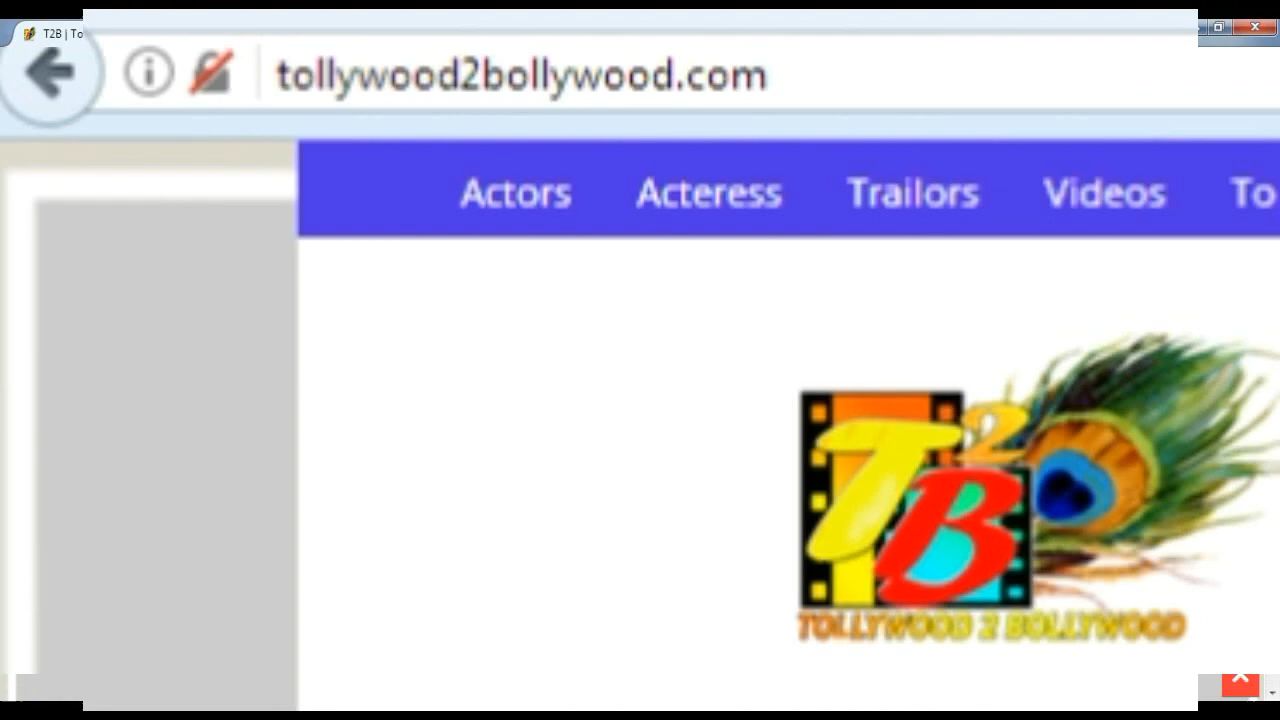 T2B | To
tollywood2bollywood.com
Actors Acteress Trailors Videos To
T2B
TOLLYWOOD 2 BOLLYWOOD